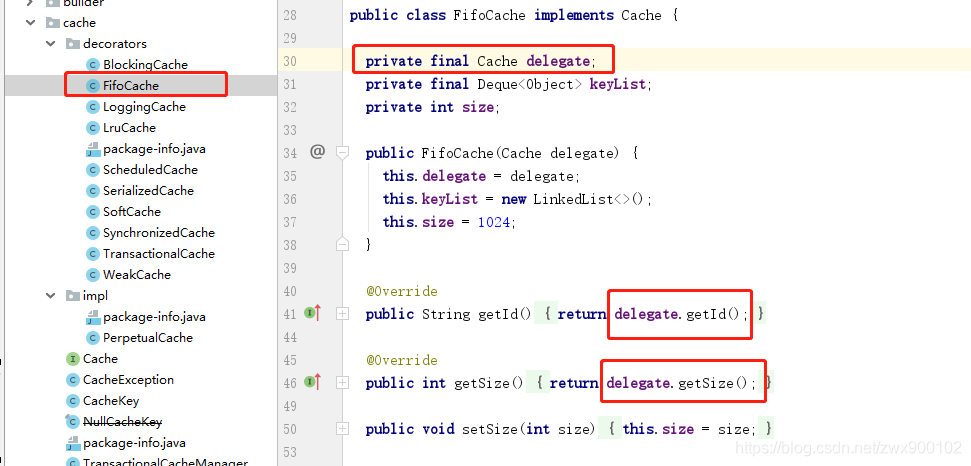 builder
cache
decorators
BlockingCache
FifoCache
LoggingCache
LruCache
package-info.java
ScheduledCache
SerializedCache
SoftCache
SynchronizedCache
TransactionalCache
WeakCache
impl
package-info.java
PerpetualCache
Cache
CacheException
CacheKey
NullCacheKey
package-info.java
TransactionalCacheManager
28 public class FifoCache implements Cache {
29
30 private final Cache delegate;
31 private final Deque<Object> keyList;
32 private int size;
33
34 @ public FifoCache(Cache delegate) {
35 this.delegate = delegate;
36 this.keyList = new LinkedList<>();
37 this.size = 1024;
38 }
39
40 @Override
41 public String getId() { return delegate.getId(); }
44
45 @Override
46 public int getSize() { return delegate.getSize(); }
49
50 public void setSize(int size) { this.size = size; }
53
https://blog.csdn.net/zwx900102